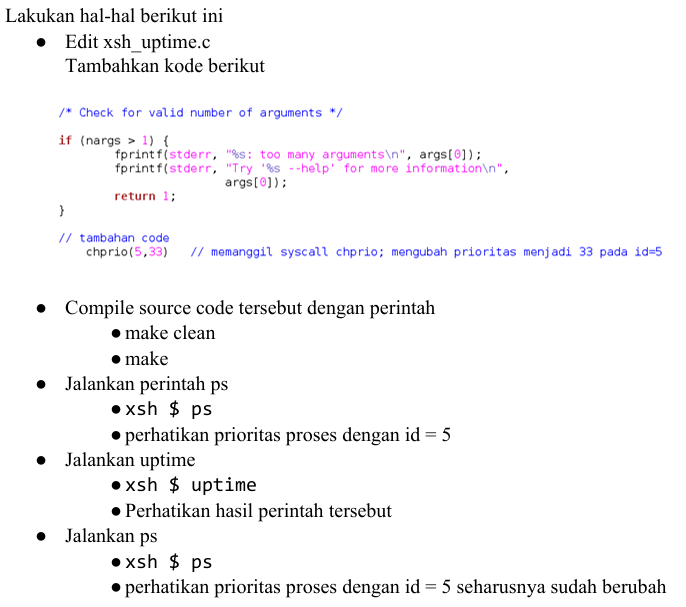 Lakukan hal-hal berikut ini
● Edit xsh_uptime.c
Tambahkan kode berikut
/* Check for valid number of arguments */
if (nargs > 1) {
fprintf(stderr, "%s: too many arguments\n", args[0]);
fprintf(stderr, "Try '%s --help' for more information\n",
args[0]);
return 1;
}
// tambahan code
chprio(5,33) // memanggil syscall chprio; mengubah prioritas menjadi 33 pada id=5
● Compile source code tersebut dengan perintah
● make clean
● make
● Jalankan perintah ps
● xsh $ ps
● perhatikan prioritas proses dengan id = 5
● Jalankan uptime
● xsh $ uptime
● Perhatikan hasil perintah tersebut
● Jalankan ps
● xsh $ ps
● perhatikan prioritas proses dengan id = 5 seharusnya sudah berubah